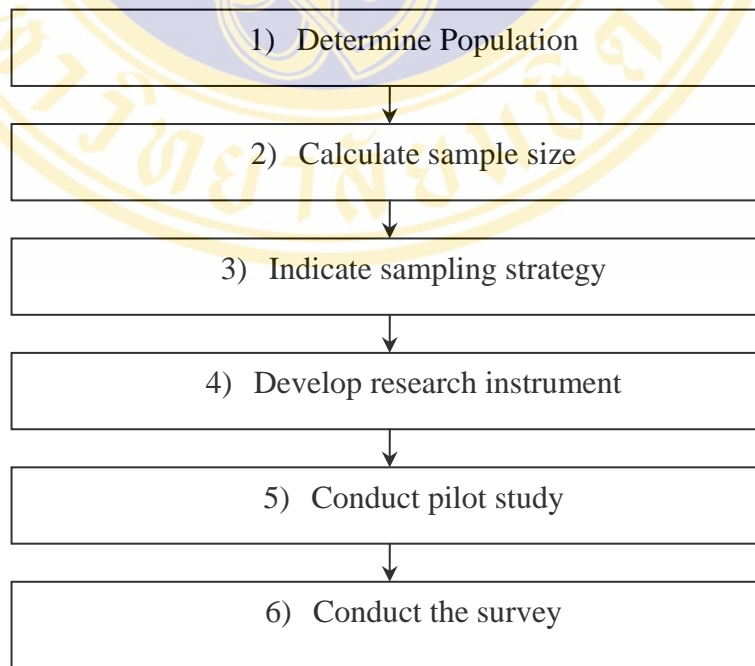 1) Determine Population
2) Calculate sample size
3) Indicate sampling strategy
4) Develop research instrument
5) Conduct pilot study
6) Conduct the survey